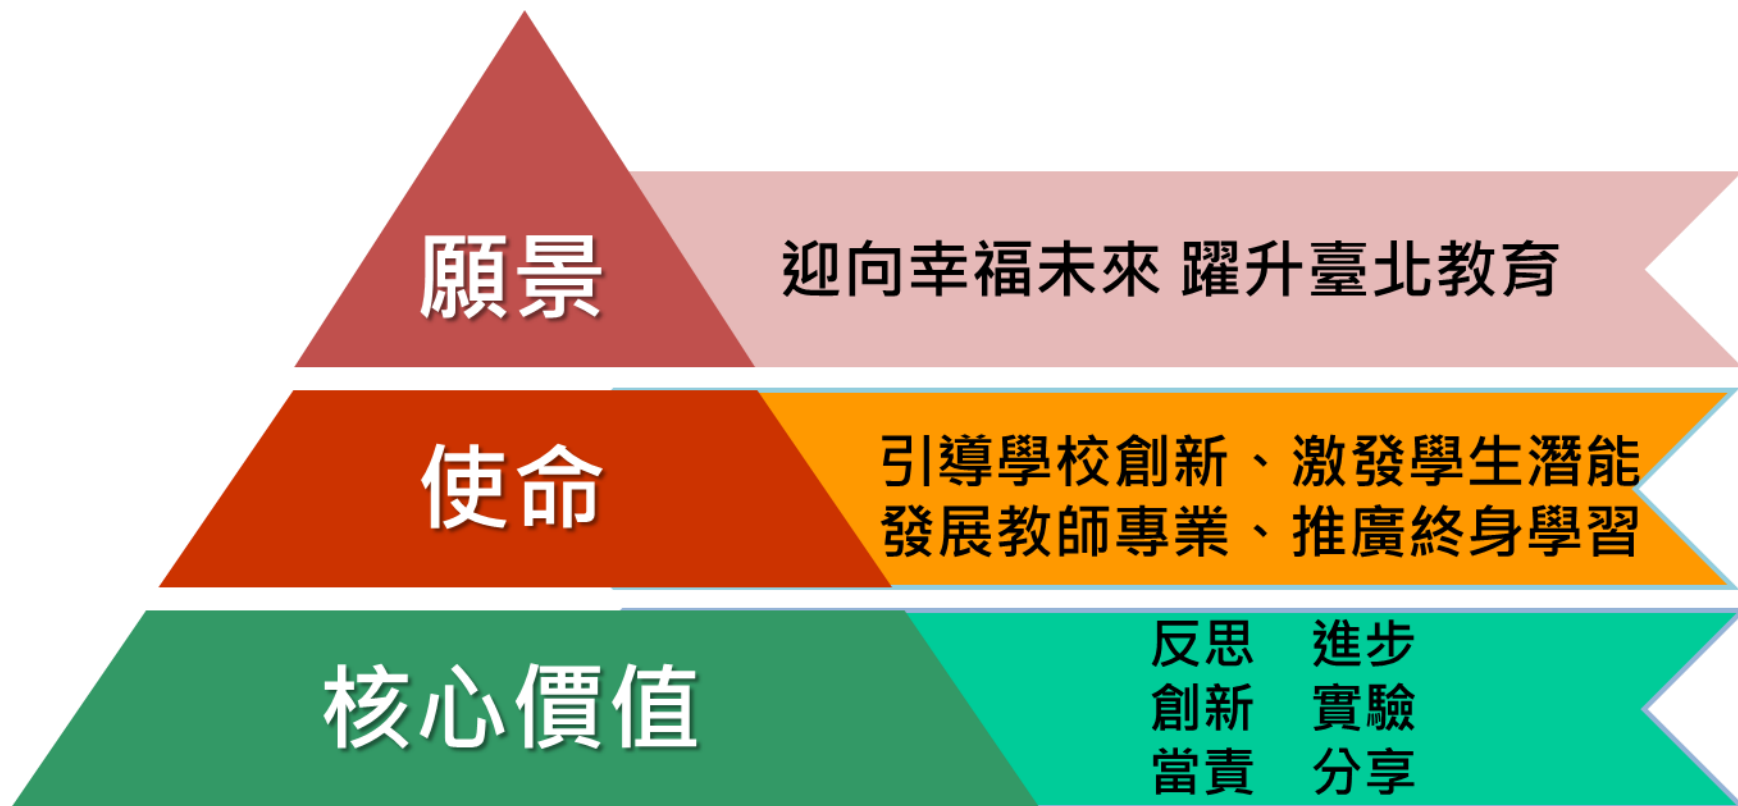 願景
迎向幸福未來 躍升臺北教育
使命
引導學校創新、激發學生潛能
發展教師專業、推廣終身學習
核心價值
反思 進步
創新 實驗
當責 分享